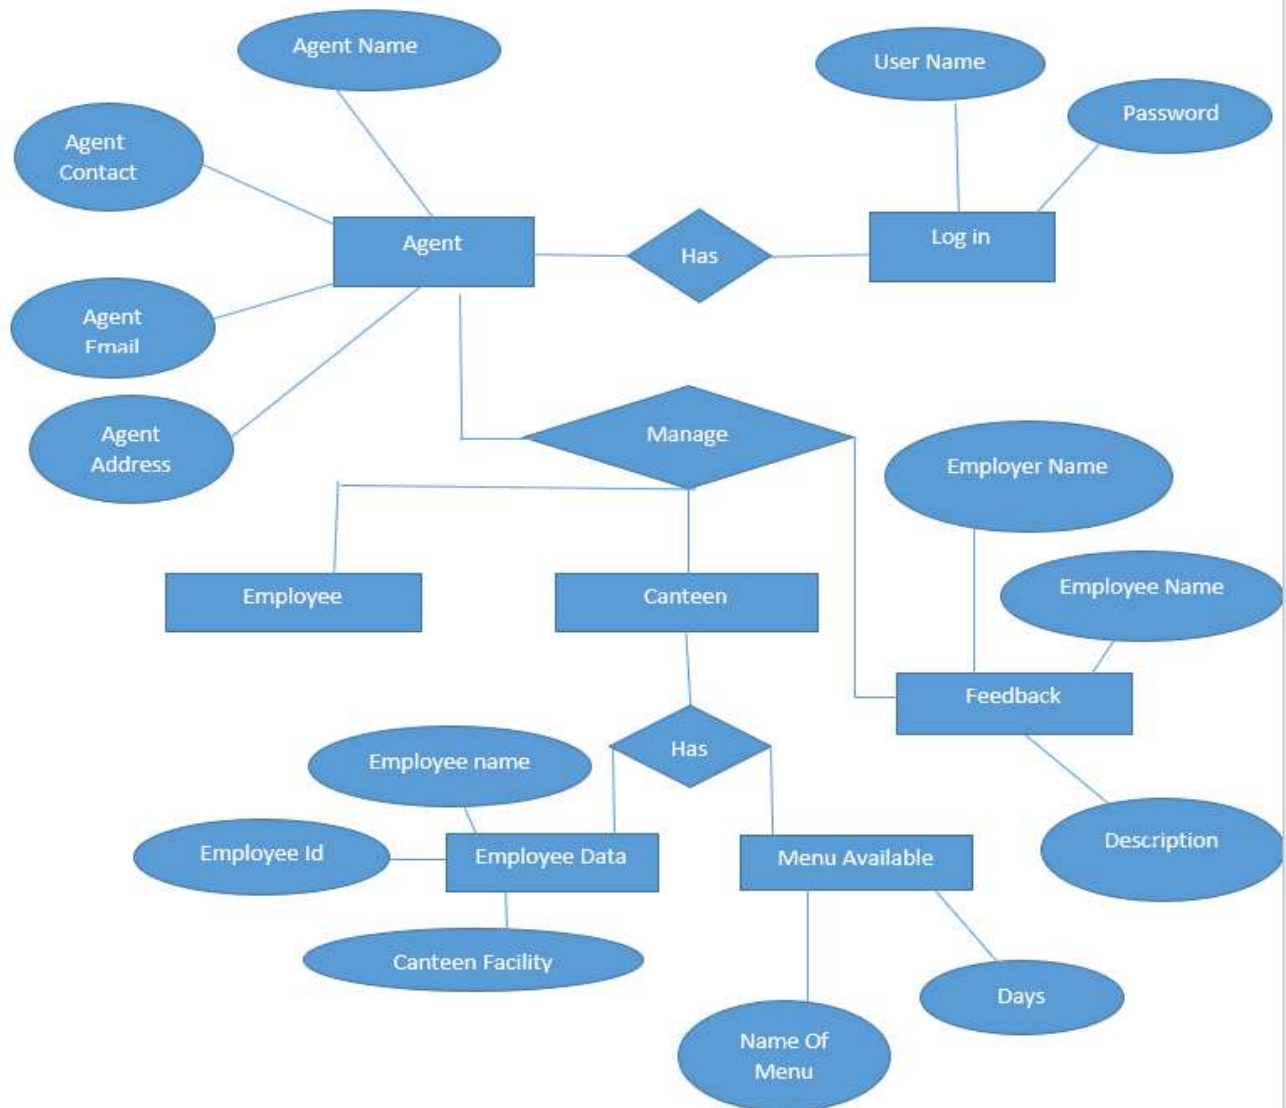 Agent Name
User Name
Password
Agent
Contact
Agent
Has
Log in
Agent
Email
Agent
Address
Manage
Employer Name
Employee
Canteen
Employee Name
Feedback
Has
Employee name
Employee Id
Employee Data
Menu Available
Description
Canteen Facility
Days
Name Of
Menu